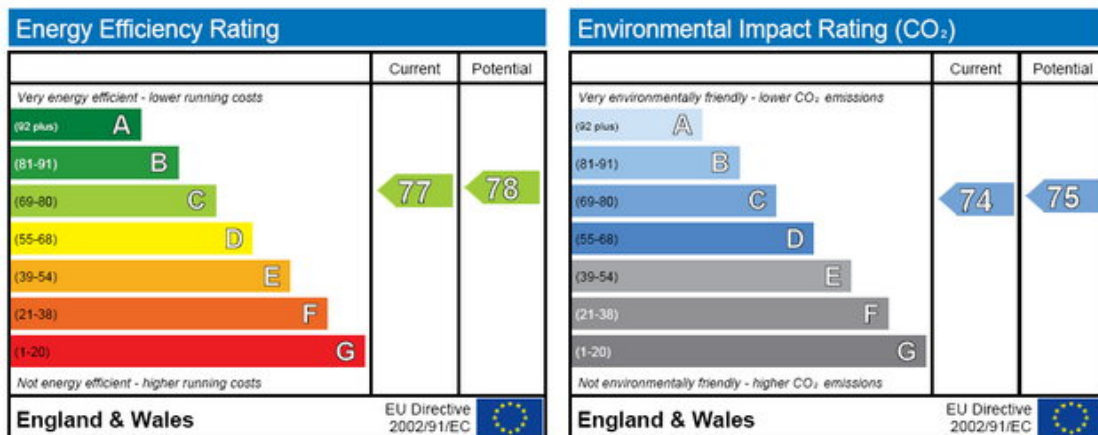 Energy Efficiency Rating
Current Potential
Very energy efficient - lower running costs
(92 plus) A
(81-91) B
(69-80) C
77 78
(55-68) D
(39-54) E
(21-38) F
(1-20) G
Not energy efficient - higher running costs
England & Wales
EU Directive
2002/91/EC
Environmental Impact Rating (CO₂)
Current Potential
Very environmentally friendly - lower CO₂ emissions
(92 plus) A
(81-91) B
(69-80) C
74 75
(55-68) D
(39-54) E
(21-38) F
(1-20) G
Not environmentally friendly - higher CO₂ emissions
England & Wales
EU Directive
2002/91/EC